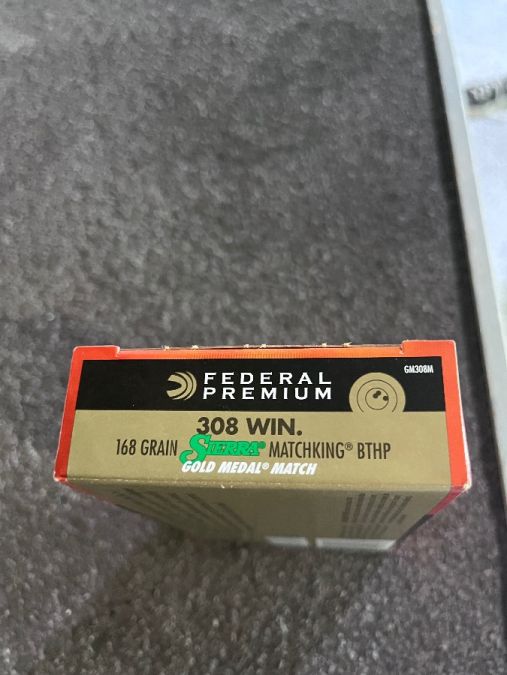 GM308M
FEDERAL
PREMIUM
308 WIN.
168 GRAIN SIERRA® MATCHKING® BTHP
GOLD MEDAL® MATCH